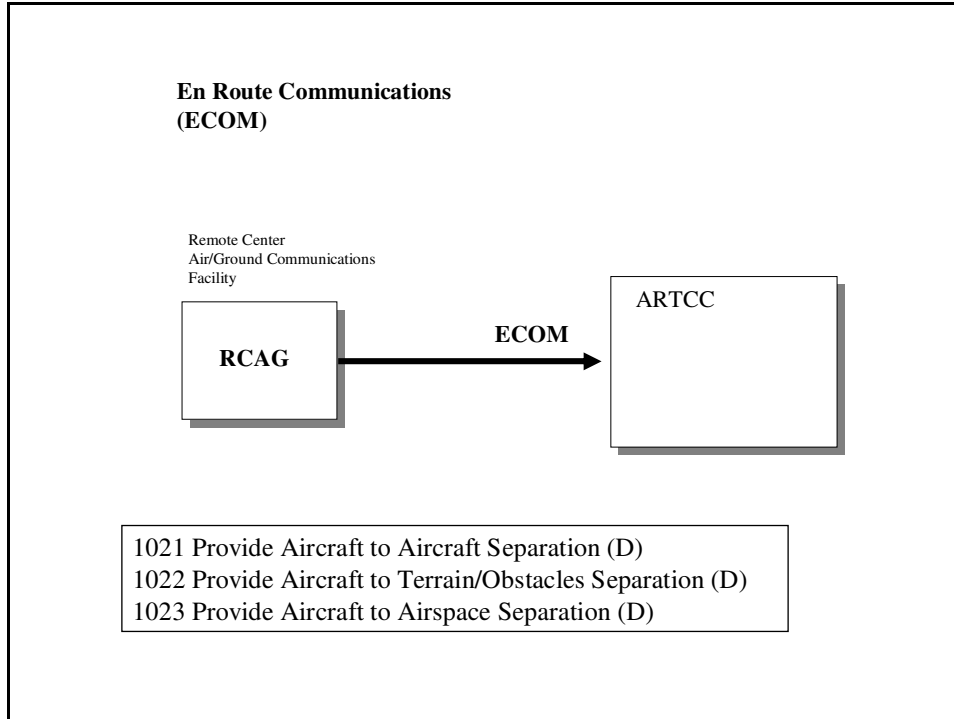 En Route Communications
(ECOM)
Remote Center
Air/Ground Communications
Facility
RCAG
ECOM
ARTCC
1021 Provide Aircraft to Aircraft Separation (D)
1022 Provide Aircraft to Terrain/Obstacles Separation (D)
1023 Provide Aircraft to Airspace Separation (D)